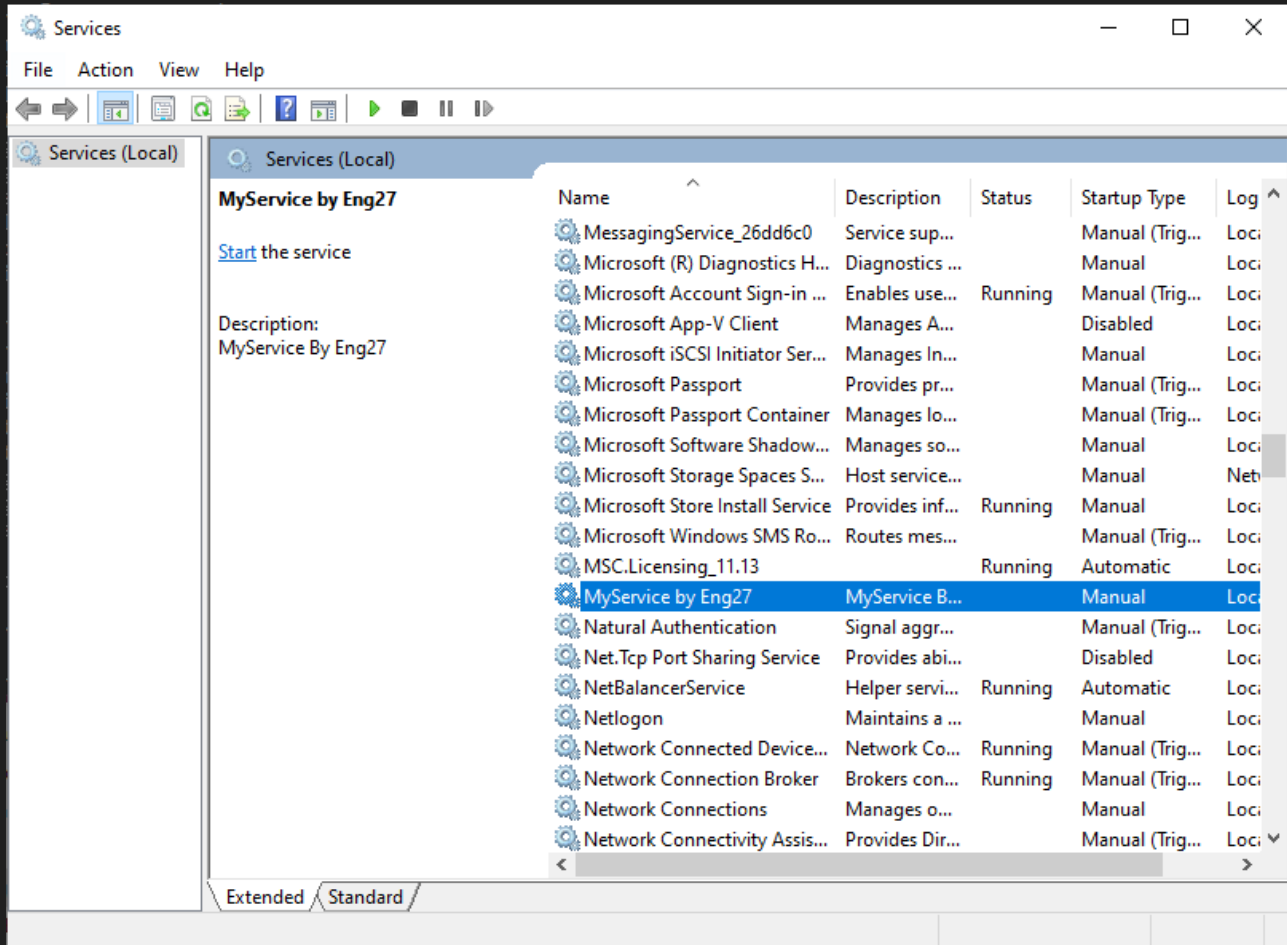 Services
File Action View Help
Services (Local)
Services (Local)
MyService by Eng27
Start the service
Description:
MyService By Eng27
Name Description Status Startup Type Log
MessagingService_26dd6c0 Service sup... Manual (Trig... Loca
Microsoft (R) Diagnostics H... Diagnostics ... Manual Loca
Microsoft Account Sign-in ... Enables use... Running Manual (Trig... Loca
Microsoft App-V Client Manages A... Disabled Loca
Microsoft iSCSI Initiator Ser... Manages In... Manual Loca
Microsoft Passport Provides pr... Manual (Trig... Loca
Microsoft Passport Container Manages lo... Manual (Trig... Loca
Microsoft Software Shadow... Manages so... Manual Loca
Microsoft Storage Spaces S... Host service... Manual Netw
Microsoft Store Install Service Provides inf... Running Manual Loca
Microsoft Windows SMS Ro... Routes mes... Manual (Trig... Loca
MSC.Licensing_11.13 Running Automatic Loca
MyService by Eng27 MyService B... Manual Loca
Natural Authentication Signal aggr... Manual (Trig... Loca
Net.Tcp Port Sharing Service Provides abi... Disabled Loca
NetBalancerService Helper servi... Running Automatic Loca
Netlogon Maintains a ... Manual Loca
Network Connected Device... Network Co... Running Manual (Trig... Loca
Network Connection Broker Brokers con... Running Manual (Trig... Loca
Network Connections Manages o... Manual Loca
Network Connectivity Assis... Provides Dir... Manual (Trig... Loca
Extended Standard